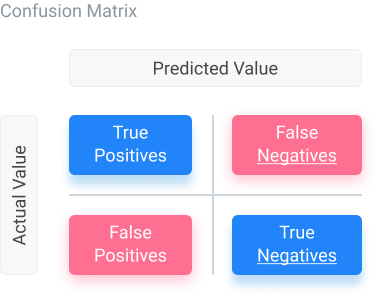 Confusion Matrix
Predicted Value
Actual Value
True
Positives
False
Negatives
False
Positives
True
Negatives